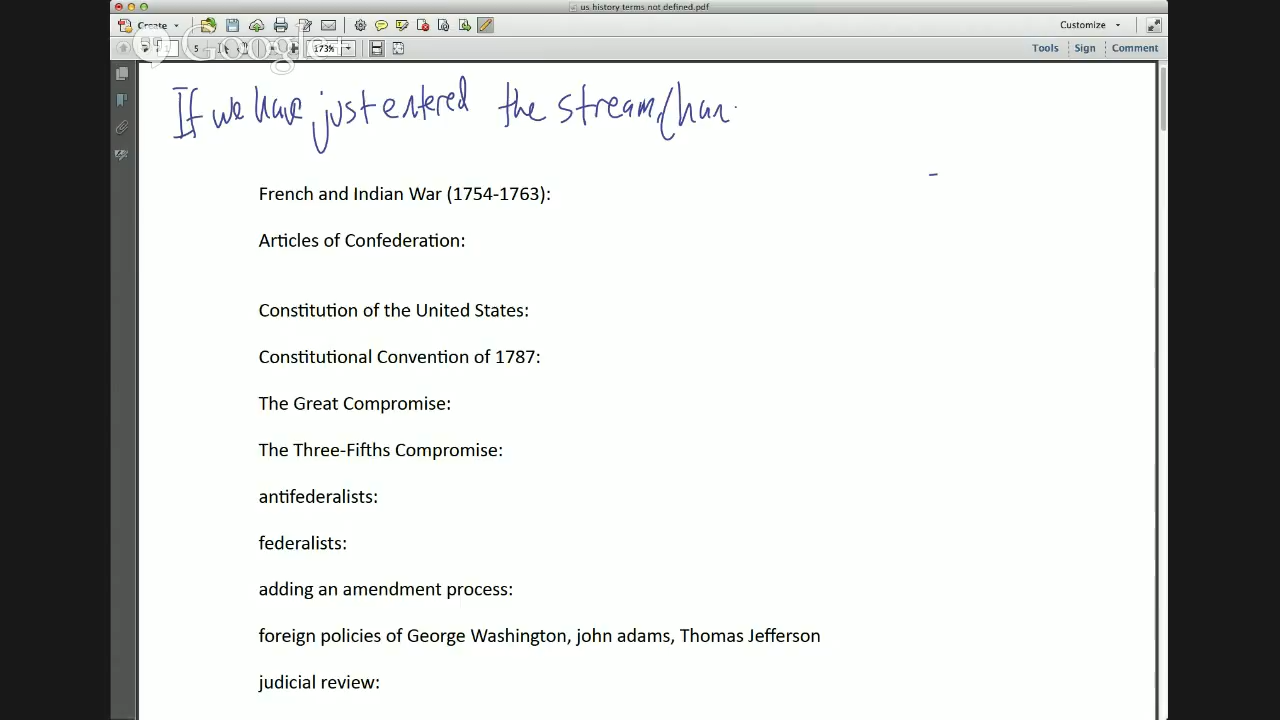 us history terms not defined.pdf
Create
Customize
5
173%
Tools Sign Comment
Google+
If we have just entered the stream/han
French and Indian War (1754-1763):
Articles of Confederation:
Constitution of the United States:
Constitutional Convention of 1787:
The Great Compromise:
The Three-Fifths Compromise:
antifederalists:
federalists:
adding an amendment process:
foreign policies of George Washington, john adams, Thomas Jefferson
judicial review: